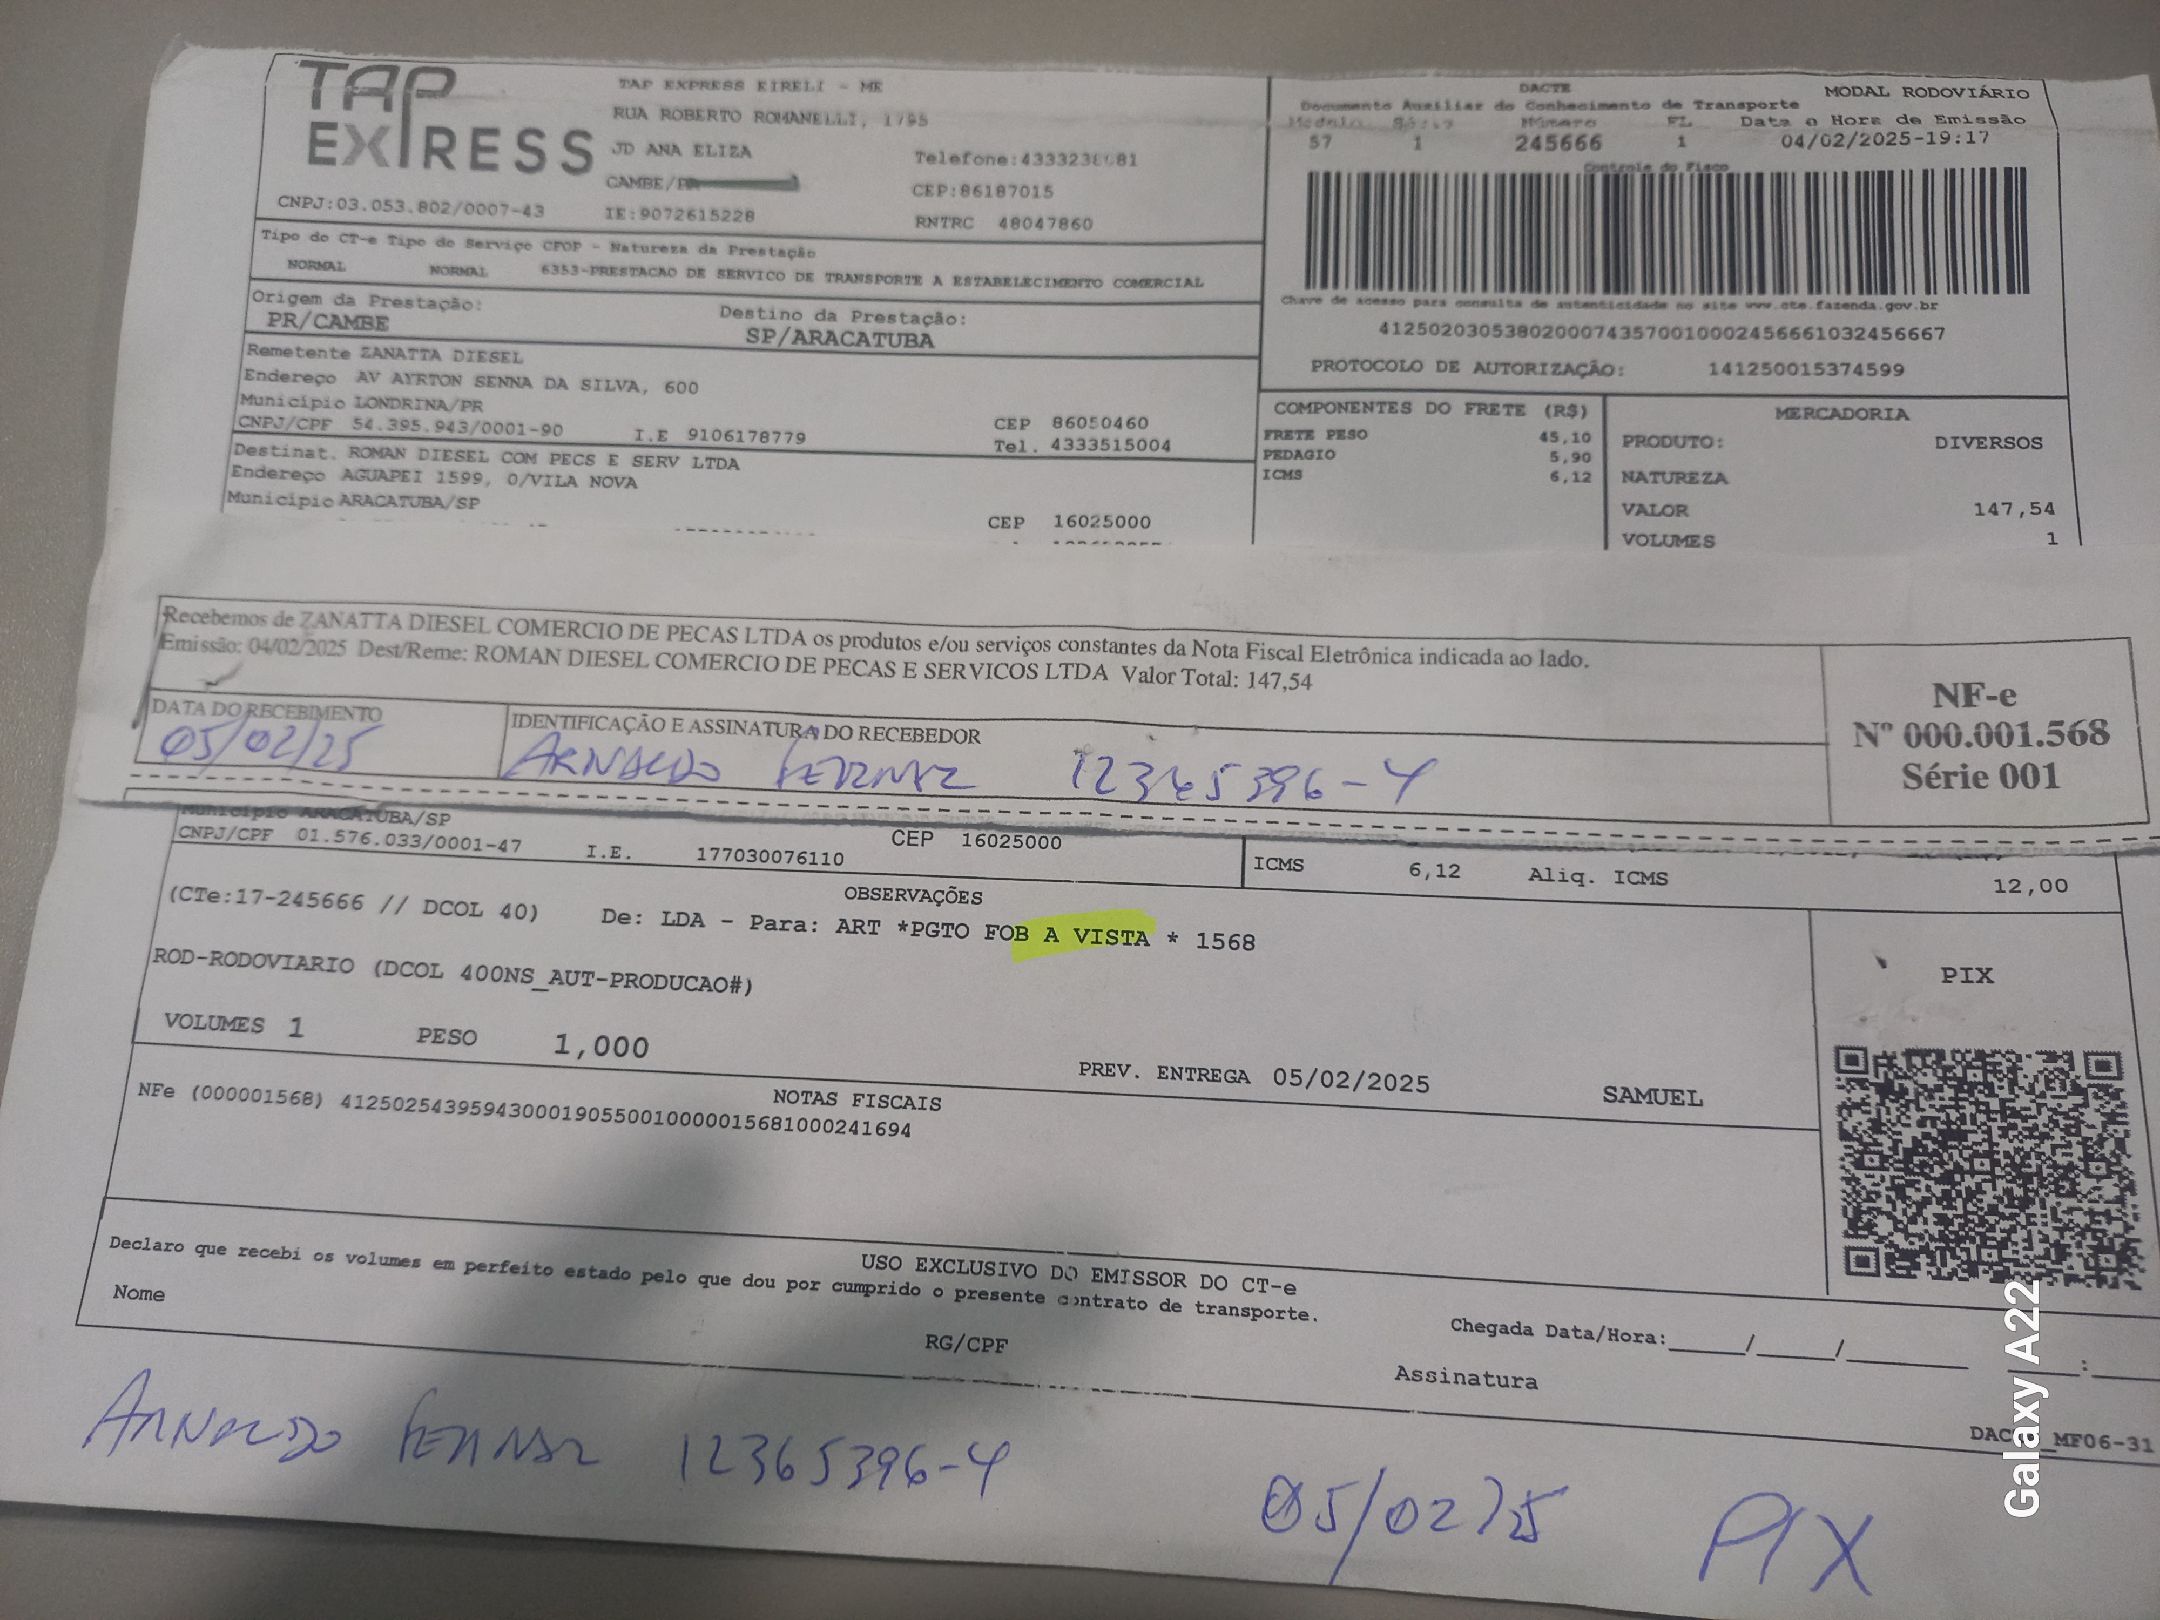 TAP EXPRESS
TAP EXPRESS EIRELI - ME
RUA ROBERTO ROMANELLI, 1795
JD ANA ELIZA
Telefone:43332381
CAMBE/PR
CEP:86187015
CNPJ:03.053.802/0007-43 IE:9072615228 RNTRC 48047860
Tipo do CT-e Tipo do Serviço CFOP - Natureza da Prestação
NORMAL NORMAL 6353-PRESTACAO DE SERVICO DE TRANSPORTE A ESTABELECIMENTO COMERCIAL
Origem da Prestação: Destino da Prestação:
PR/CAMBE SP/ARACATUBA
Remetente ZANATTA DIESEL
Endereço AV AYRTON SENNA DA SILVA, 600
Município LONDRINA/PR CEP 86050460
CNPJ/CPF 54.395.943/0001-90 I.E 9106178779 Tel. 4333515004
Destinat. ROMAN DIESEL COM PECS E SERV LTDA
Endereço AGUAPEI 1599, 0/VILA NOVA
Município ARACATUBA/SP CEP 16025000
DACTE MODAL RODOVIÁRIO
Documento Auxiliar do Conhecimento de Transporte
Modelo Série Número FL Data e Hora de Emissão
57 1 245666 1 04/02/2025-19:17
Controle do Fisco
Chave de acesso para consulta de autenticidade no site www.cte.fazenda.gov.br
41250203053802000743570010002456661032456667
PROTOCOLO DE AUTORIZAÇÃO: 141250015374599
COMPONENTES DO FRETE (R$)
FRETE PESO 45,10
PEDAGIO 5,90
ICMS 6,12
MERCADORIA
PRODUTO: DIVERSOS
NATUREZA
VALOR 147,54
VOLUMES 1
Recebemos de ZANATTA DIESEL COMERCIO DE PECAS LTDA os produtos e/ou serviços constantes da Nota Fiscal Eletrônica indicada ao lado.
Emissão: 04/02/2025 Dest/Reme: ROMAN DIESEL COMERCIO DE PECAS E SERVICOS LTDA Valor Total: 147,54
DATA DO RECEBIMENTO IDENTIFICAÇÃO E ASSINATURA DO RECEBEDOR
05/02/25 ARNALDO 12365396-4
NF-e
Nº 000.001.568
Série 001
Município ARACATUBA/SP
CNPJ/CPF 01.576.033/0001-47 I.E. 177030076110 CEP 16025000
ICMS 6,12 Aliq. ICMS 12,00
OBSERVAÇÕES
(CTe:17-245666 // DCOL 40) De: LDA - Para: ART *PGTO FOB A VISTA * 1568
ROD-RODOVIARIO (DCOL 400NS_AUT-PRODUCAO#)
VOLUMES 1 PESO 1,000
PREV. ENTREGA 05/02/2025 SAMUEL
PIX
NOTAS FISCAIS
NFe (000001568) 41250254395943000190550010000015681000241694
USO EXCLUSIVO DO EMISSOR DO CT-e
Declaro que recebi os volumes em perfeito estado pelo que dou por cumprido o presente contrato de transporte.
Nome RG/CPF Chegada Data/Hora:_____/_____/________ _____:_____
Assinatura
DAC _MF06-31
ARNALDO 12365396-4
05/02/25 PIX
Galaxy A22